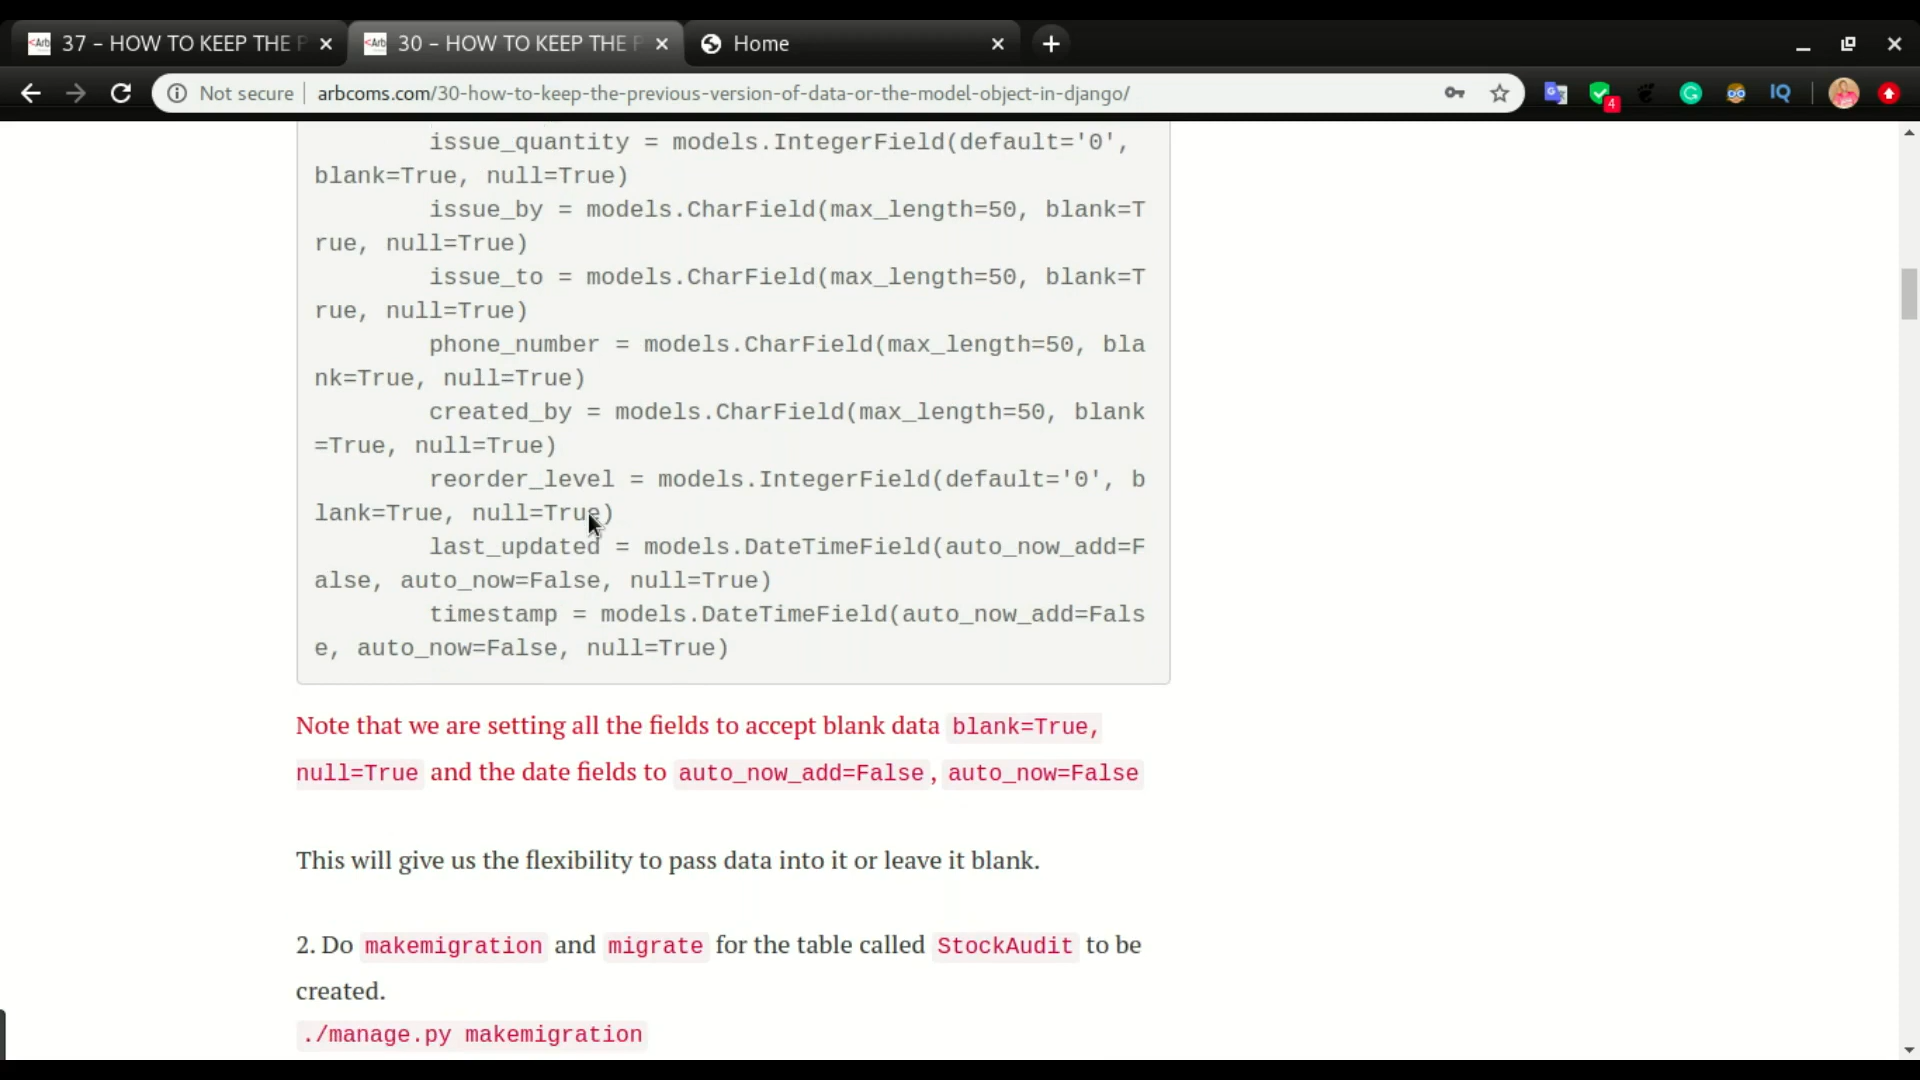 37 – HOW TO KEEP THE P
30 – HOW TO KEEP THE P
Home
Not secure
arbcoms.com/30-how-to-keep-the-previous-version-of-data-or-the-model-object-in-django/
4
IQ
issue_quantity = models.IntegerField(default='0',
blank=True, null=True)
issue_by = models.CharField(max_length=50, blank=T
rue, null=True)
issue_to = models.CharField(max_length=50, blank=T
rue, null=True)
phone_number = models.CharField(max_length=50, bla
nk=True, null=True)
created_by = models.CharField(max_length=50, blank
=True, null=True)
reorder_level = models.IntegerField(default='0', b
lank=True, null=True)
last_updated = models.DateTimeField(auto_now_add=F
alse, auto_now=False, null=True)
timestamp = models.DateTimeField(auto_now_add=Fals
e, auto_now=False, null=True)
Note that we are setting all the fields to accept blank data blank=True,
null=True and the date fields to auto_now_add=False, auto_now=False
This will give us the flexibility to pass data into it or leave it blank.
2. Do makemigration and migrate for the table called StockAudit to be
created.
./manage.py makemigration